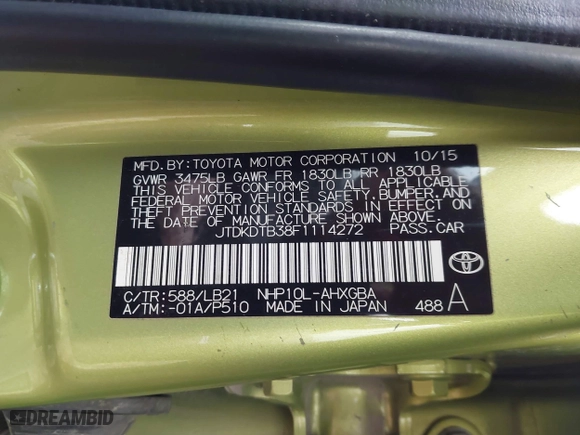 MFD. BY: TOYOTA MOTOR CORPORATION 10/15
GVWR 3475LB GAWR FR 1830LB RR 1830LB
THIS VEHICLE CONFORMS TO ALL APPLICABLE
FEDERAL MOTOR VEHICLE SAFETY, BUMPER, AND
THEFT PREVENTION STANDARDS IN EFFECT ON
THE DATE OF MANUFACTURE SHOWN ABOVE.
JTDKDTB38F1114272 PASS. CAR
TOYOTA
C/TR: 588/LB21 NHP10L-AHXGBA
A/TM: -01A/P510 MADE IN JAPAN 488 A
DREAMBID